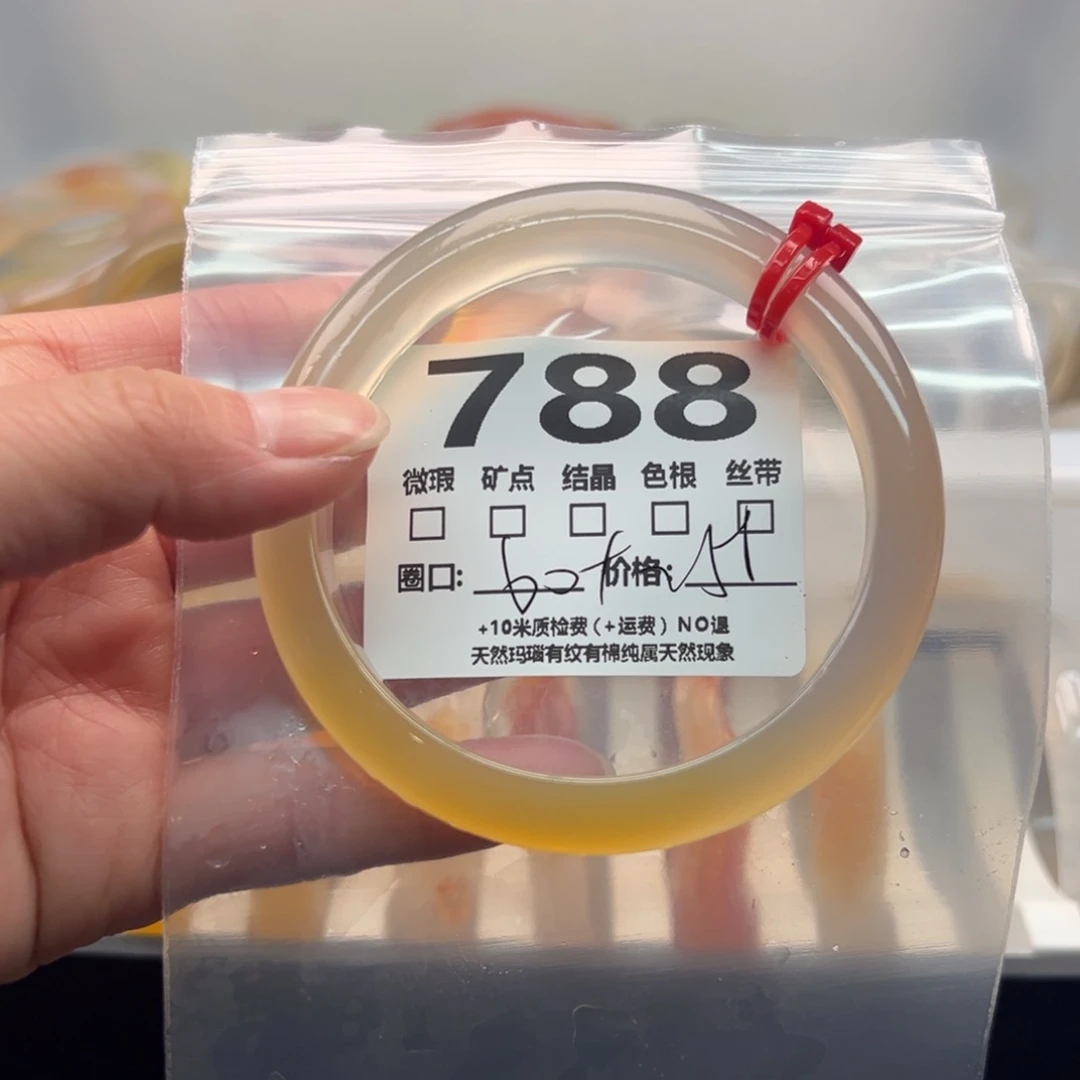 788
微瑕 矿点 结晶 色根 丝带
圈口: 60 价格:
+10米质检费(+运费)NO退
天然玛瑙有纹有棉纯属天然现象